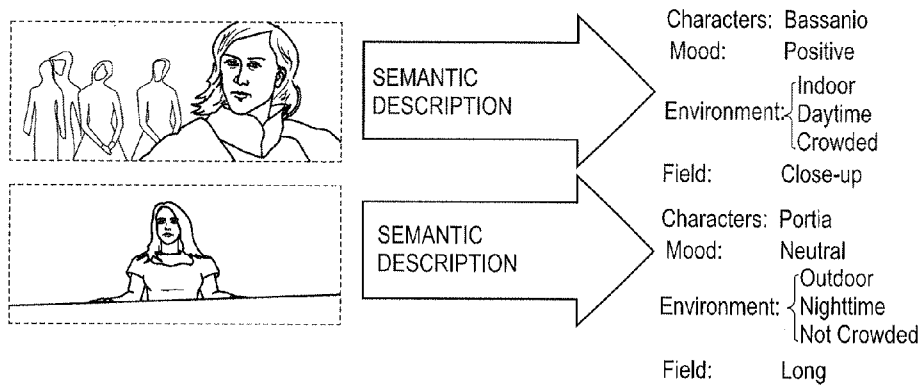 SEMANTIC
DESCRIPTION
Characters: Bassanio
Mood: Positive
Environment: Indoor
Daytime
Crowded
Field: Close-up
SEMANTIC
DESCRIPTION
Characters: Portia
Mood: Neutral
Environment: Outdoor
Nighttime
Not Crowded
Field: Long